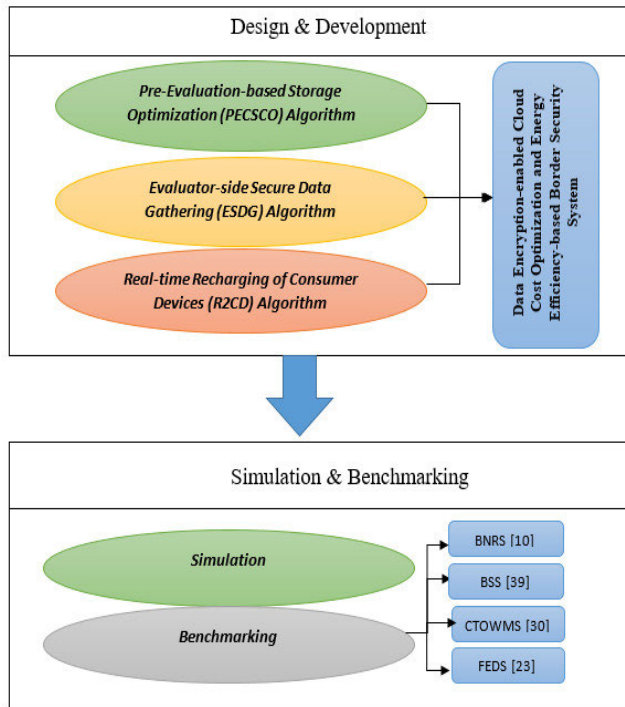 Design & Development
Pre-Evaluation-based Storage
Optimization (PECSCO) Algorithm
Evaluator-side Secure Data
Gathering (ESDG) Algorithm
Real-time Recharging of Consumer
Devices (R2CD) Algorithm
Data Encryption-enabled Cloud
Cost Optimization and Energy
Efficiency-based Border Security
System
Simulation & Benchmarking
Simulation
Benchmarking
BNRS [10]
BSS [39]
CTOWMS [30]
FEDS [23]